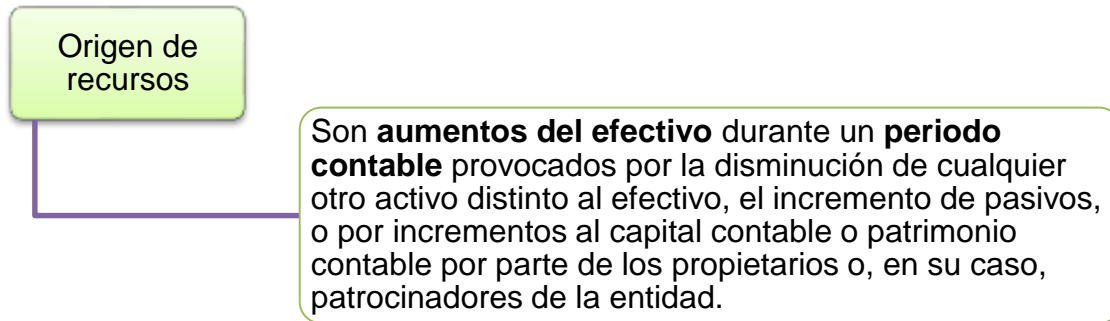 Origen de
recursos
Son aumentos del efectivo durante un periodo
contable provocados por la disminución de cualquier
otro activo distinto al efectivo, el incremento de pasivos,
o por incrementos al capital contable o patrimonio
contable por parte de los propietarios o, en su caso,
patrocinadores de la entidad.